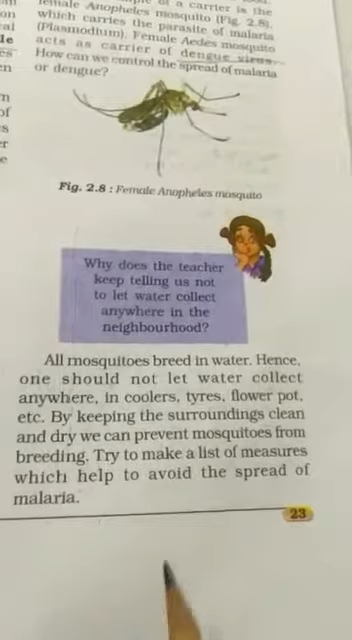 of a carrier is the
female Anopheles mosquito (Fig. 2.8),
which carries the parasite of malaria
(Plasmodium). Female Aedes mosquito
acts as carrier of dengue virus.
How can we control the spread of malaria
or dengue?
Fig. 2.8 : Female Anopheles mosquito
Why does the teacher
keep telling us not
to let water collect
anywhere in the
neighbourhood?
All mosquitoes breed in water. Hence,
one should not let water collect
anywhere, in coolers, tyres, flower pot,
etc. By keeping the surroundings clean
and dry we can prevent mosquitoes from
breeding. Try to make a list of measures
which help to avoid the spread of
malaria.
23